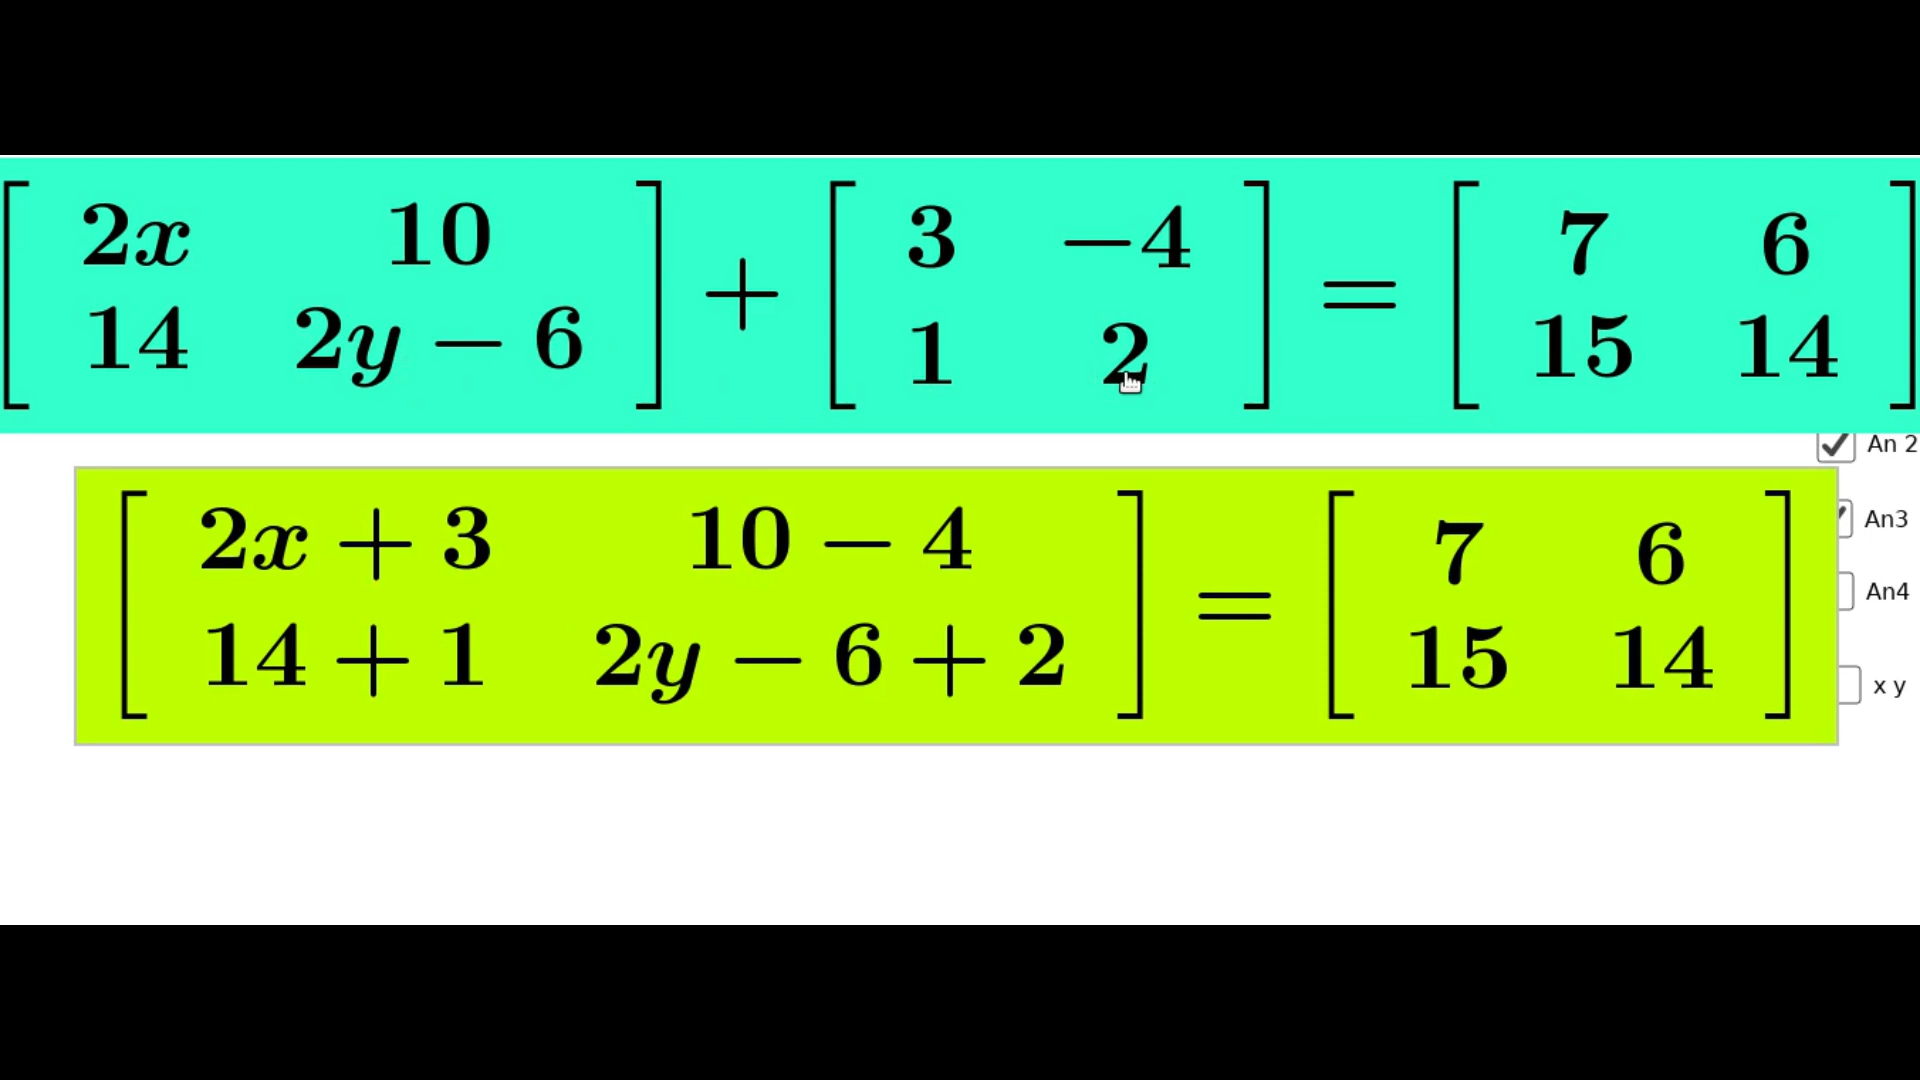 [ 2x 10 ] + [ 3 −4 ] = [ 7 6 ]
[ 14 2y − 6 ] [ 1 2 ] [ 15 14 ]
An 2
[ 2x + 3 10 − 4 ] = [ 7 6 ]
An3
An4
[ 14 + 1 2y − 6 + 2 ] [ 15 14 ]
x y